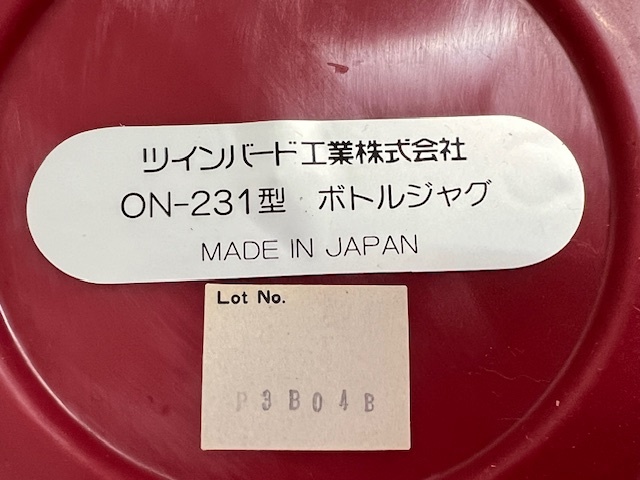 ツインバード工業株式会社
ON-231型 ボトルジャグ
MADE IN JAPAN
Lot No.
P3B04B